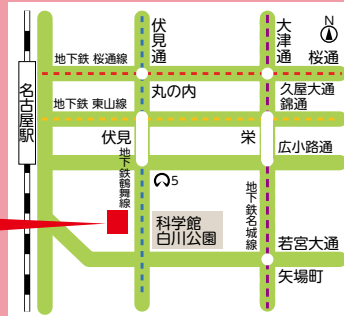 伏見通
大津通
N
地下鉄 桜通線
桜通
丸の内
久屋大通
地下鉄 東山線
錦通
名古屋駅
伏見
栄
広小路通
地下鉄鶴舞線
5
地下鉄名城線
科学館
白川公園
若宮大通
矢場町